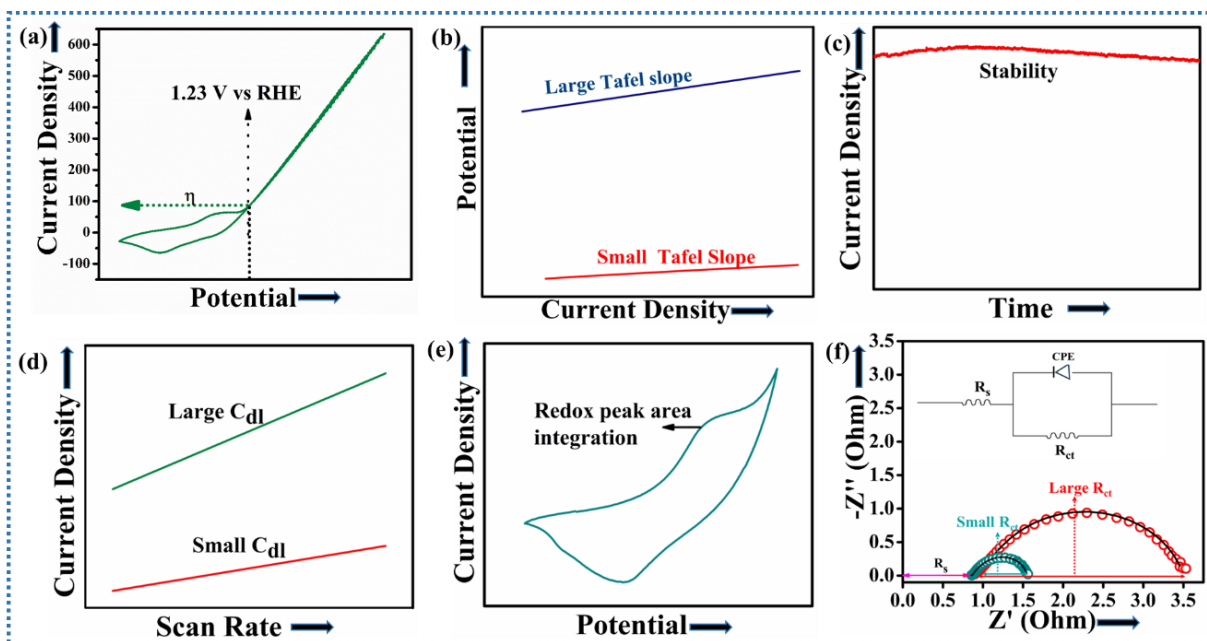 (a)
600
500
400
300
200
100
0
-100
1.23 V vs RHE
η
Current Density
Potential
(b)
Large Tafel slope
Small Tafel Slope
Potential
Current Density
(c)
Stability
Current Density
Time
(d)
Large Cdl
Small Cdl
Current Density
Scan Rate
(e)
Redox peak area
integration
Current Density
Potential
(f)
3.5
3.0
2.5
2.0
1.5
1.0
0.5
0.0
CPE
Rs
Rct
Large Rct
Small Rct
Rs
-Z'' (Ohm)
0.0 0.5 1.0 1.5 2.0 2.5 3.0 3.5
Z' (Ohm)